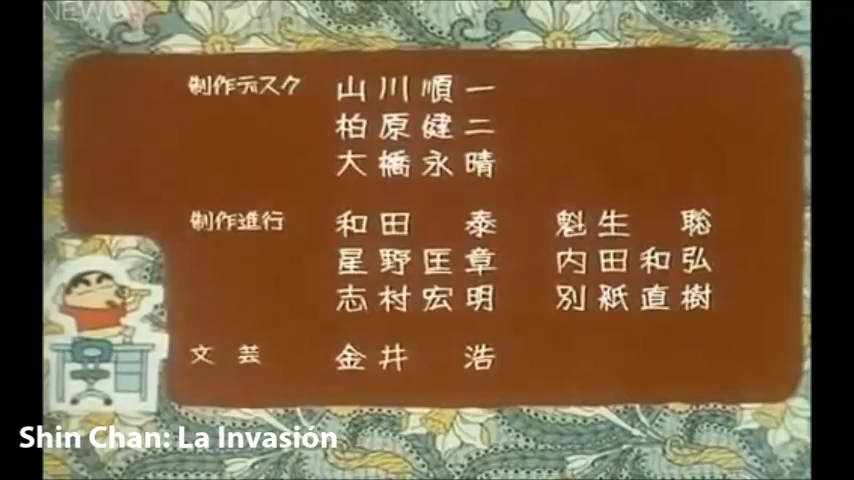 制作デスク 山川順一
柏原健二
大橋永晴
制作進行 和田 泰 魁生 聡
星野匡章 内田和弘
志村宏明 別紙直樹
文芸 金井 浩
Shin Chan: La Invasión